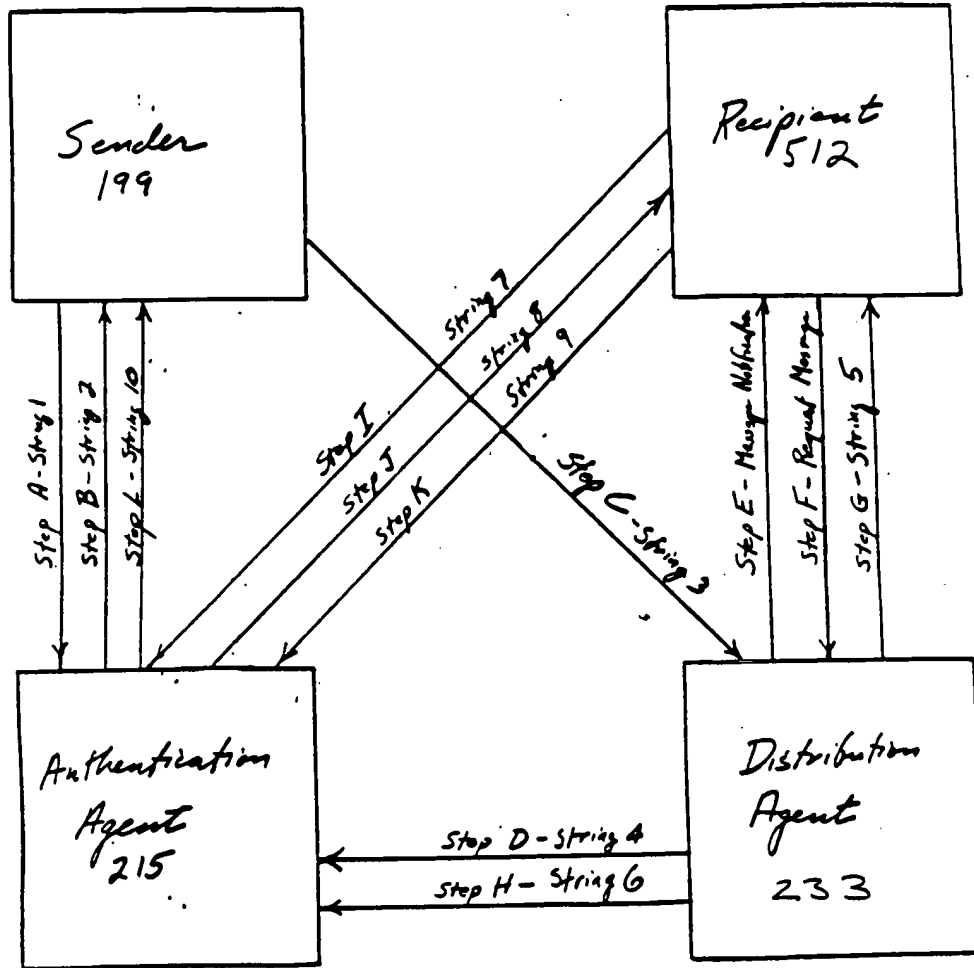 Sender
199
Recipient
512
String 7
String 8
String 9
Step I
Step J
Step K
Step A - String 1
Step B - String 2
Step L - String 10
Step C - String 3
Step E - Message Notification
Step F - Request Message
Step G - String 5
Authentication
Agent
215
Distribution
Agent
233
Step D - String 4
Step H - String 6